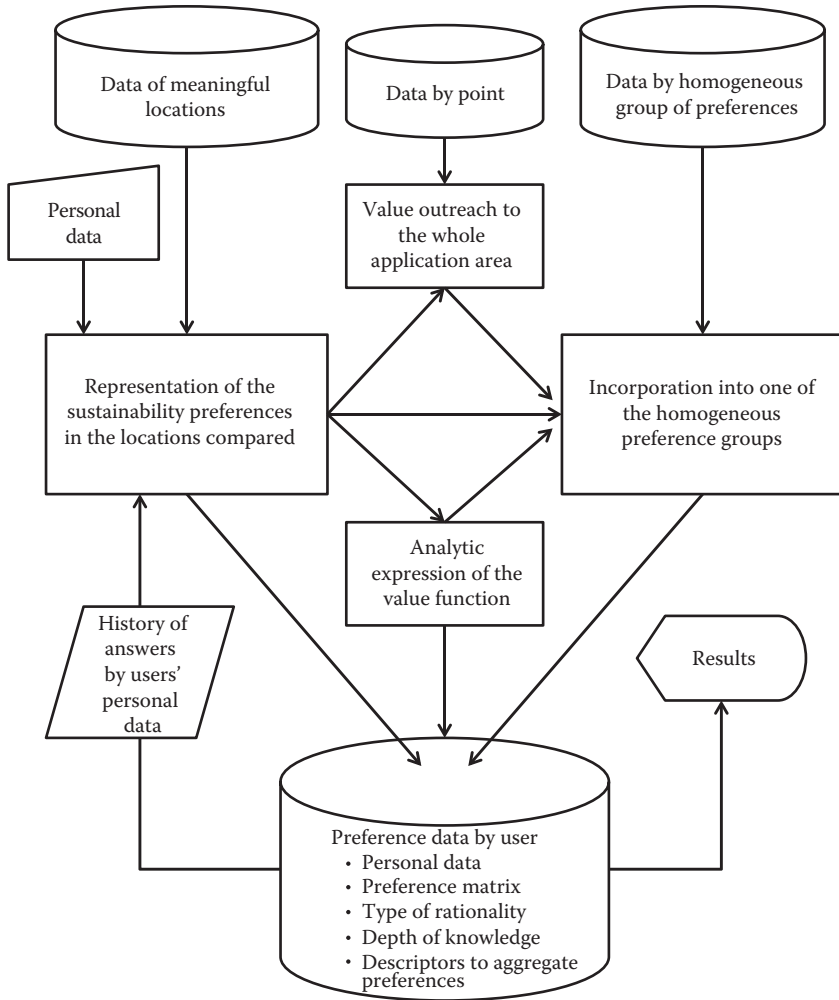 Data of meaningful
locations
Data by point
Data by homogeneous
group of preferences
Personal
data
Value outreach to
the whole
application area
Representation of the
sustainability preferences
in the locations compared
Incorporation into one of
the homogeneous
preference groups
Analytic
expression of the
value function
History of
answers
by users'
personal
data
Results
Preference data by user
• Personal data
• Preference matrix
• Type of rationality
• Depth of knowledge
• Descriptors to aggregate
preferences